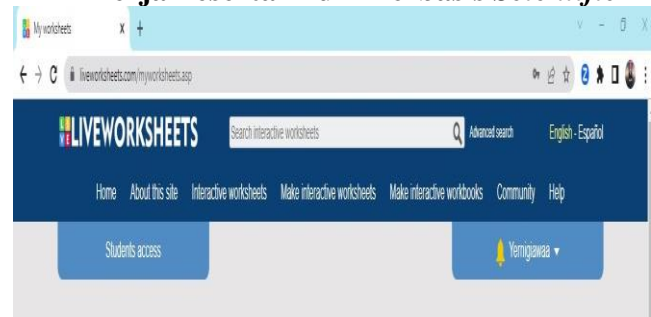 My worksheets
liveworksheets.com/myworksheets.asp
LIVEWORKSHEETS Search interactive worksheets Advanced search English - Español
Home About this site Interactive worksheets Make interactive worksheets Make interactive workbooks Community Help
Students access Yernigiawaa